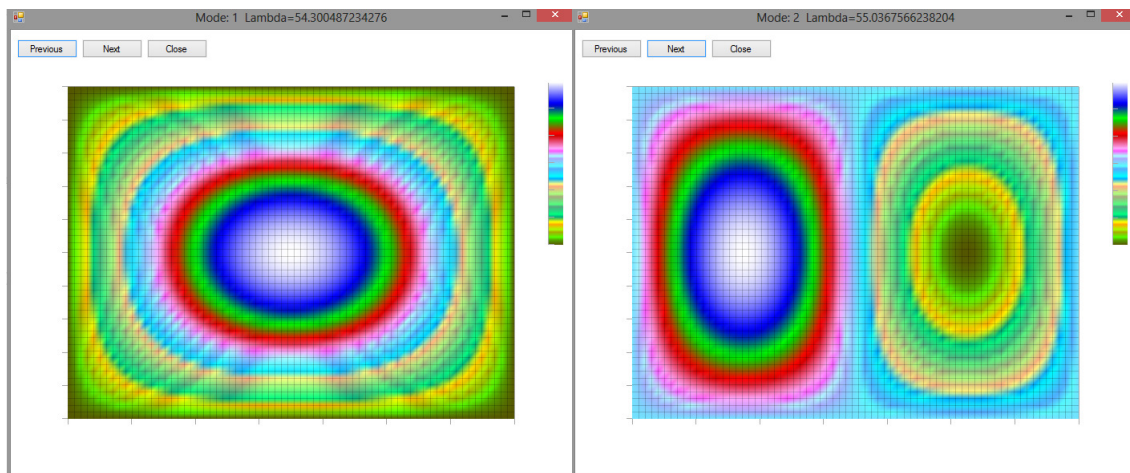 Mode: 1 Lambda=54.300487234276
Previous Next Close
Mode: 2 Lambda=55.0367566238204
Previous Next Close